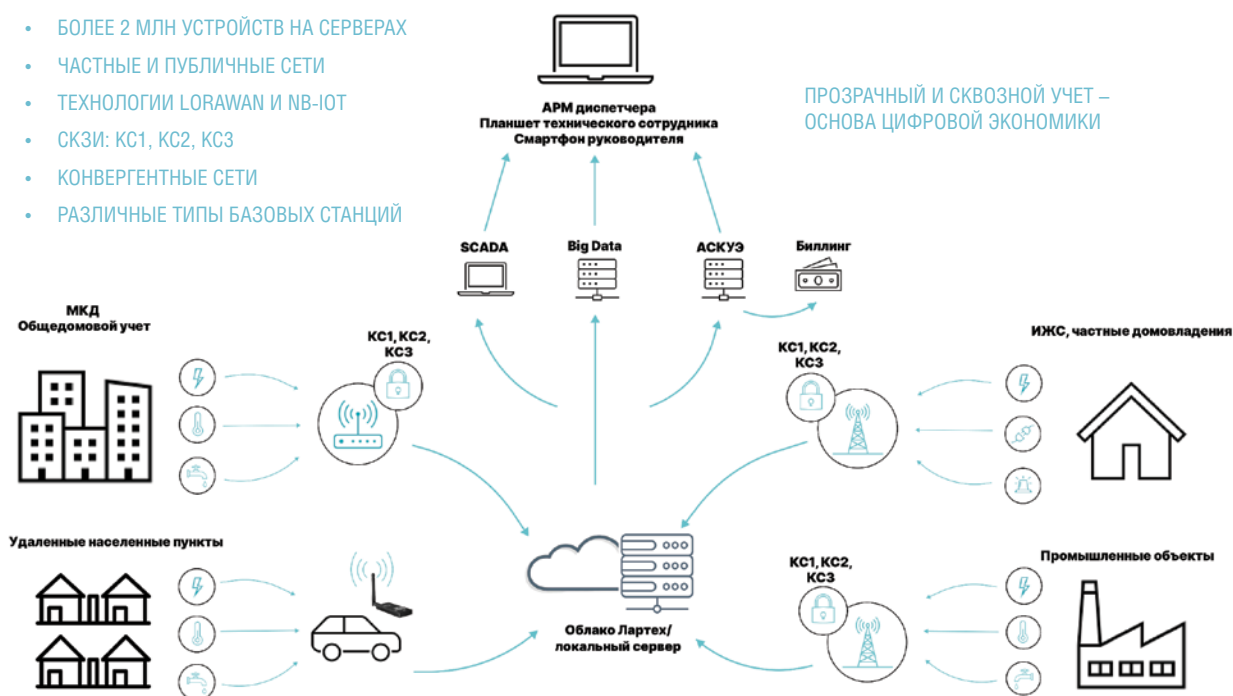 БОЛЕЕ 2 МЛН УСТРОЙСТВ НА СЕРВЕРАХ
ЧАСТНЫЕ И ПУБЛИЧНЫЕ СЕТИ
ТЕХНОЛОГИИ LORAWAN И NB-IOT
СКЗИ: КС1, КС2, КС3
КОНВЕРГЕНТНЫЕ СЕТИ
РАЗЛИЧНЫЕ ТИПЫ БАЗОВЫХ СТАНЦИЙ
АРМ диспетчера
Планшет технического сотрудника
Смартфон руководителя
ПРОЗРАЧНЫЙ И СКВОЗНОЙ УЧЕТ –
ОСНОВА ЦИФРОВОЙ ЭКОНОМИКИ
SCADA
Big Data
АСКУЭ
Биллинг
МКД
Общедомовой учет
КС1, КС2,
КС3
КС1, КС2,
КС3
ИЖС, частные домовладения
Удаленные населенные пункты
Облако Лартех/
локальный сервер
КС1, КС2,
КС3
Промышленные объекты